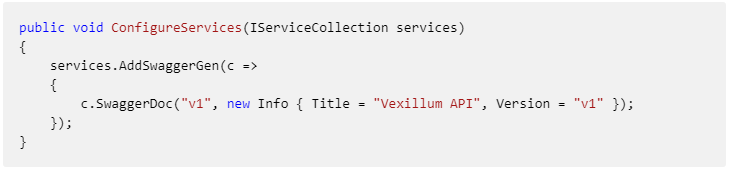 public void ConfigureServices(IServiceCollection services)
{
    services.AddSwaggerGen(c =>
    {
        c.SwaggerDoc("v1", new Info { Title = "Vexillum API", Version = "v1" });
    });
}